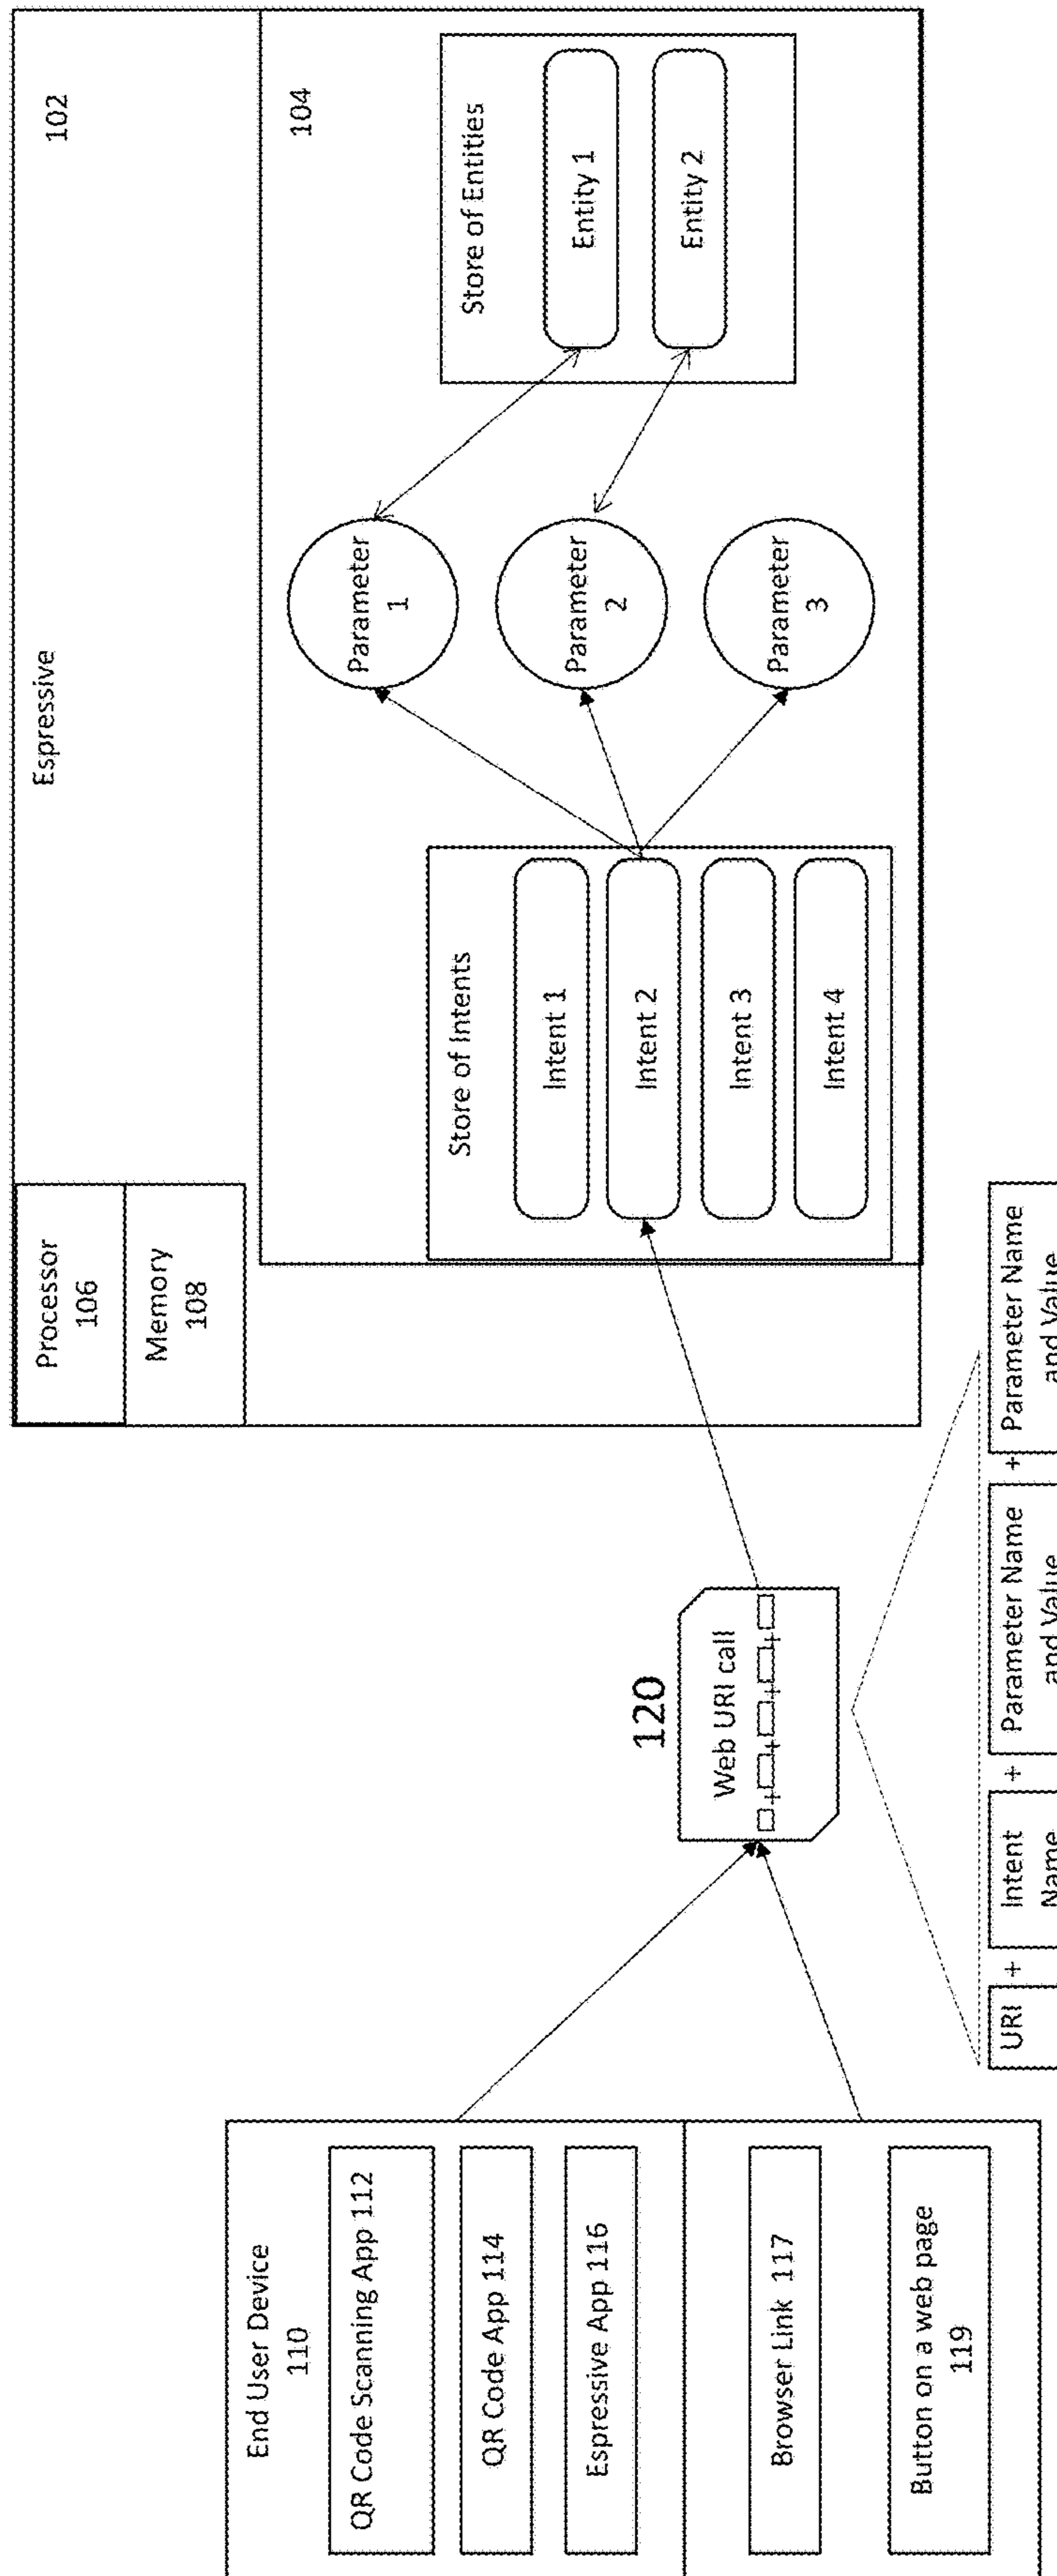 End User Device
110
QR Code Scanning App 112
QR Code App 114
Espressive App 116
Browser Link 117
Button on a web page
119
120
Web URI call
+ + + +
URI + Intent + Parameter Name + Parameter Name
Name and Value and Value
Processor
106
Memory
108
Espressive
102
104
Store of Intents
Intent 1
Intent 2
Intent 3
Intent 4
Parameter
1
Parameter
2
Parameter
3
Store of Entities
Entity 1
Entity 2